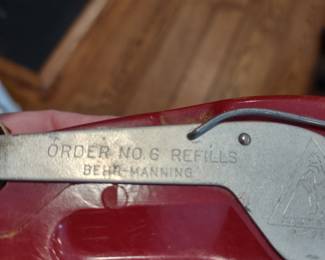 ORDER NO.6 REFILLS
BEHR-MANNING